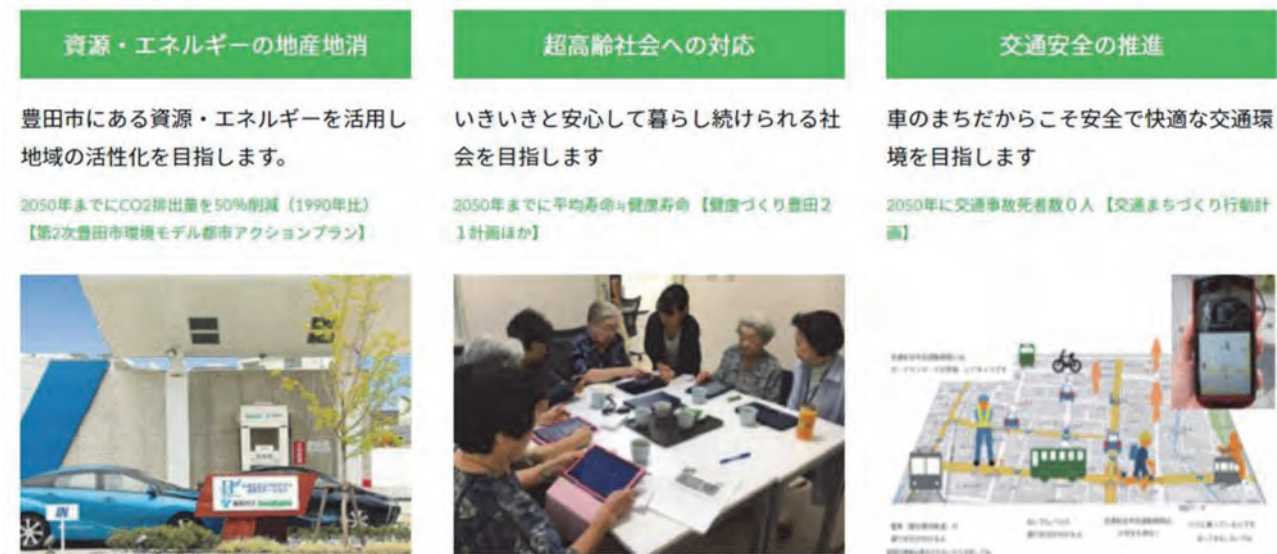 資源・エネルギーの地産地消
豊田市にある資源・エネルギーを活用し
地域の活性化を目指します。
2050年までにCO2排出量を50%削減（1990年比）
【第2次豊田市環境モデル都市アクションプラン】
IN
超高齢社会への対応
いきいきと安心して暮らし続けられる社
会を目指します
2050年までに平均寿命≒健康寿命 【健康づくり豊田２
１計画ほか】
交通安全の推進
車のまちだからこそ安全で快適な交通環
境を目指します
2050年に交通事故死者数０人 【交通まちづくり行動計
画】